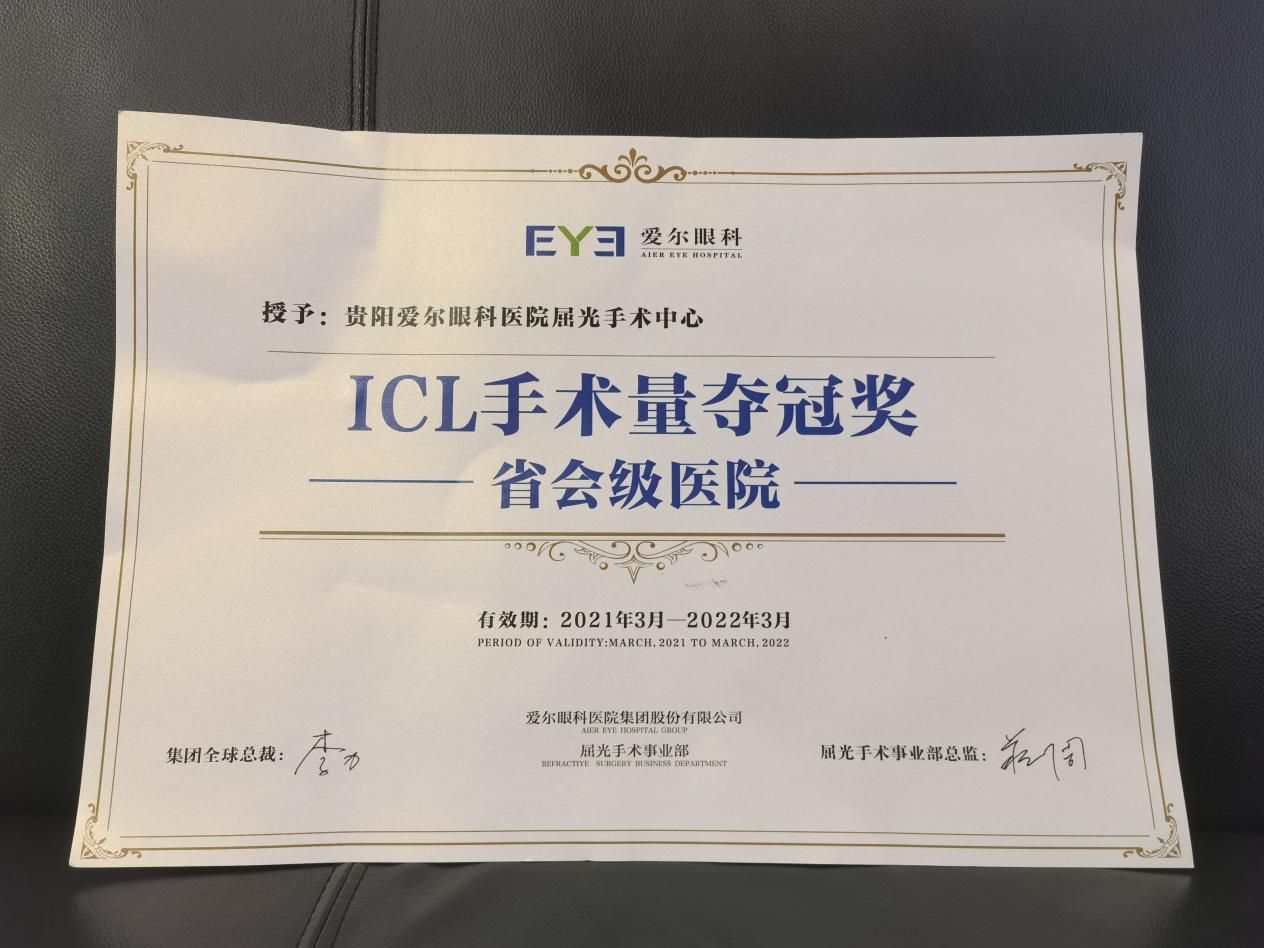 EYE 爱尔眼科
AIER EYE HOSPITAL
授予：贵阳爱尔眼科医院屈光手术中心
ICL手术量夺冠奖
省会级医院
有效期：2021年3月—2022年3月
PERIOD OF VALIDITY:MARCH,2021 TO MARCH,2022
爱尔眼科医院集团股份有限公司
AIER EYE HOSPITAL GROUP
屈光手术事业部
REFRACTIYE SURGERY BUSINESS DEPARTMENT
集团全球总裁：李力
屈光手术事业部总监：